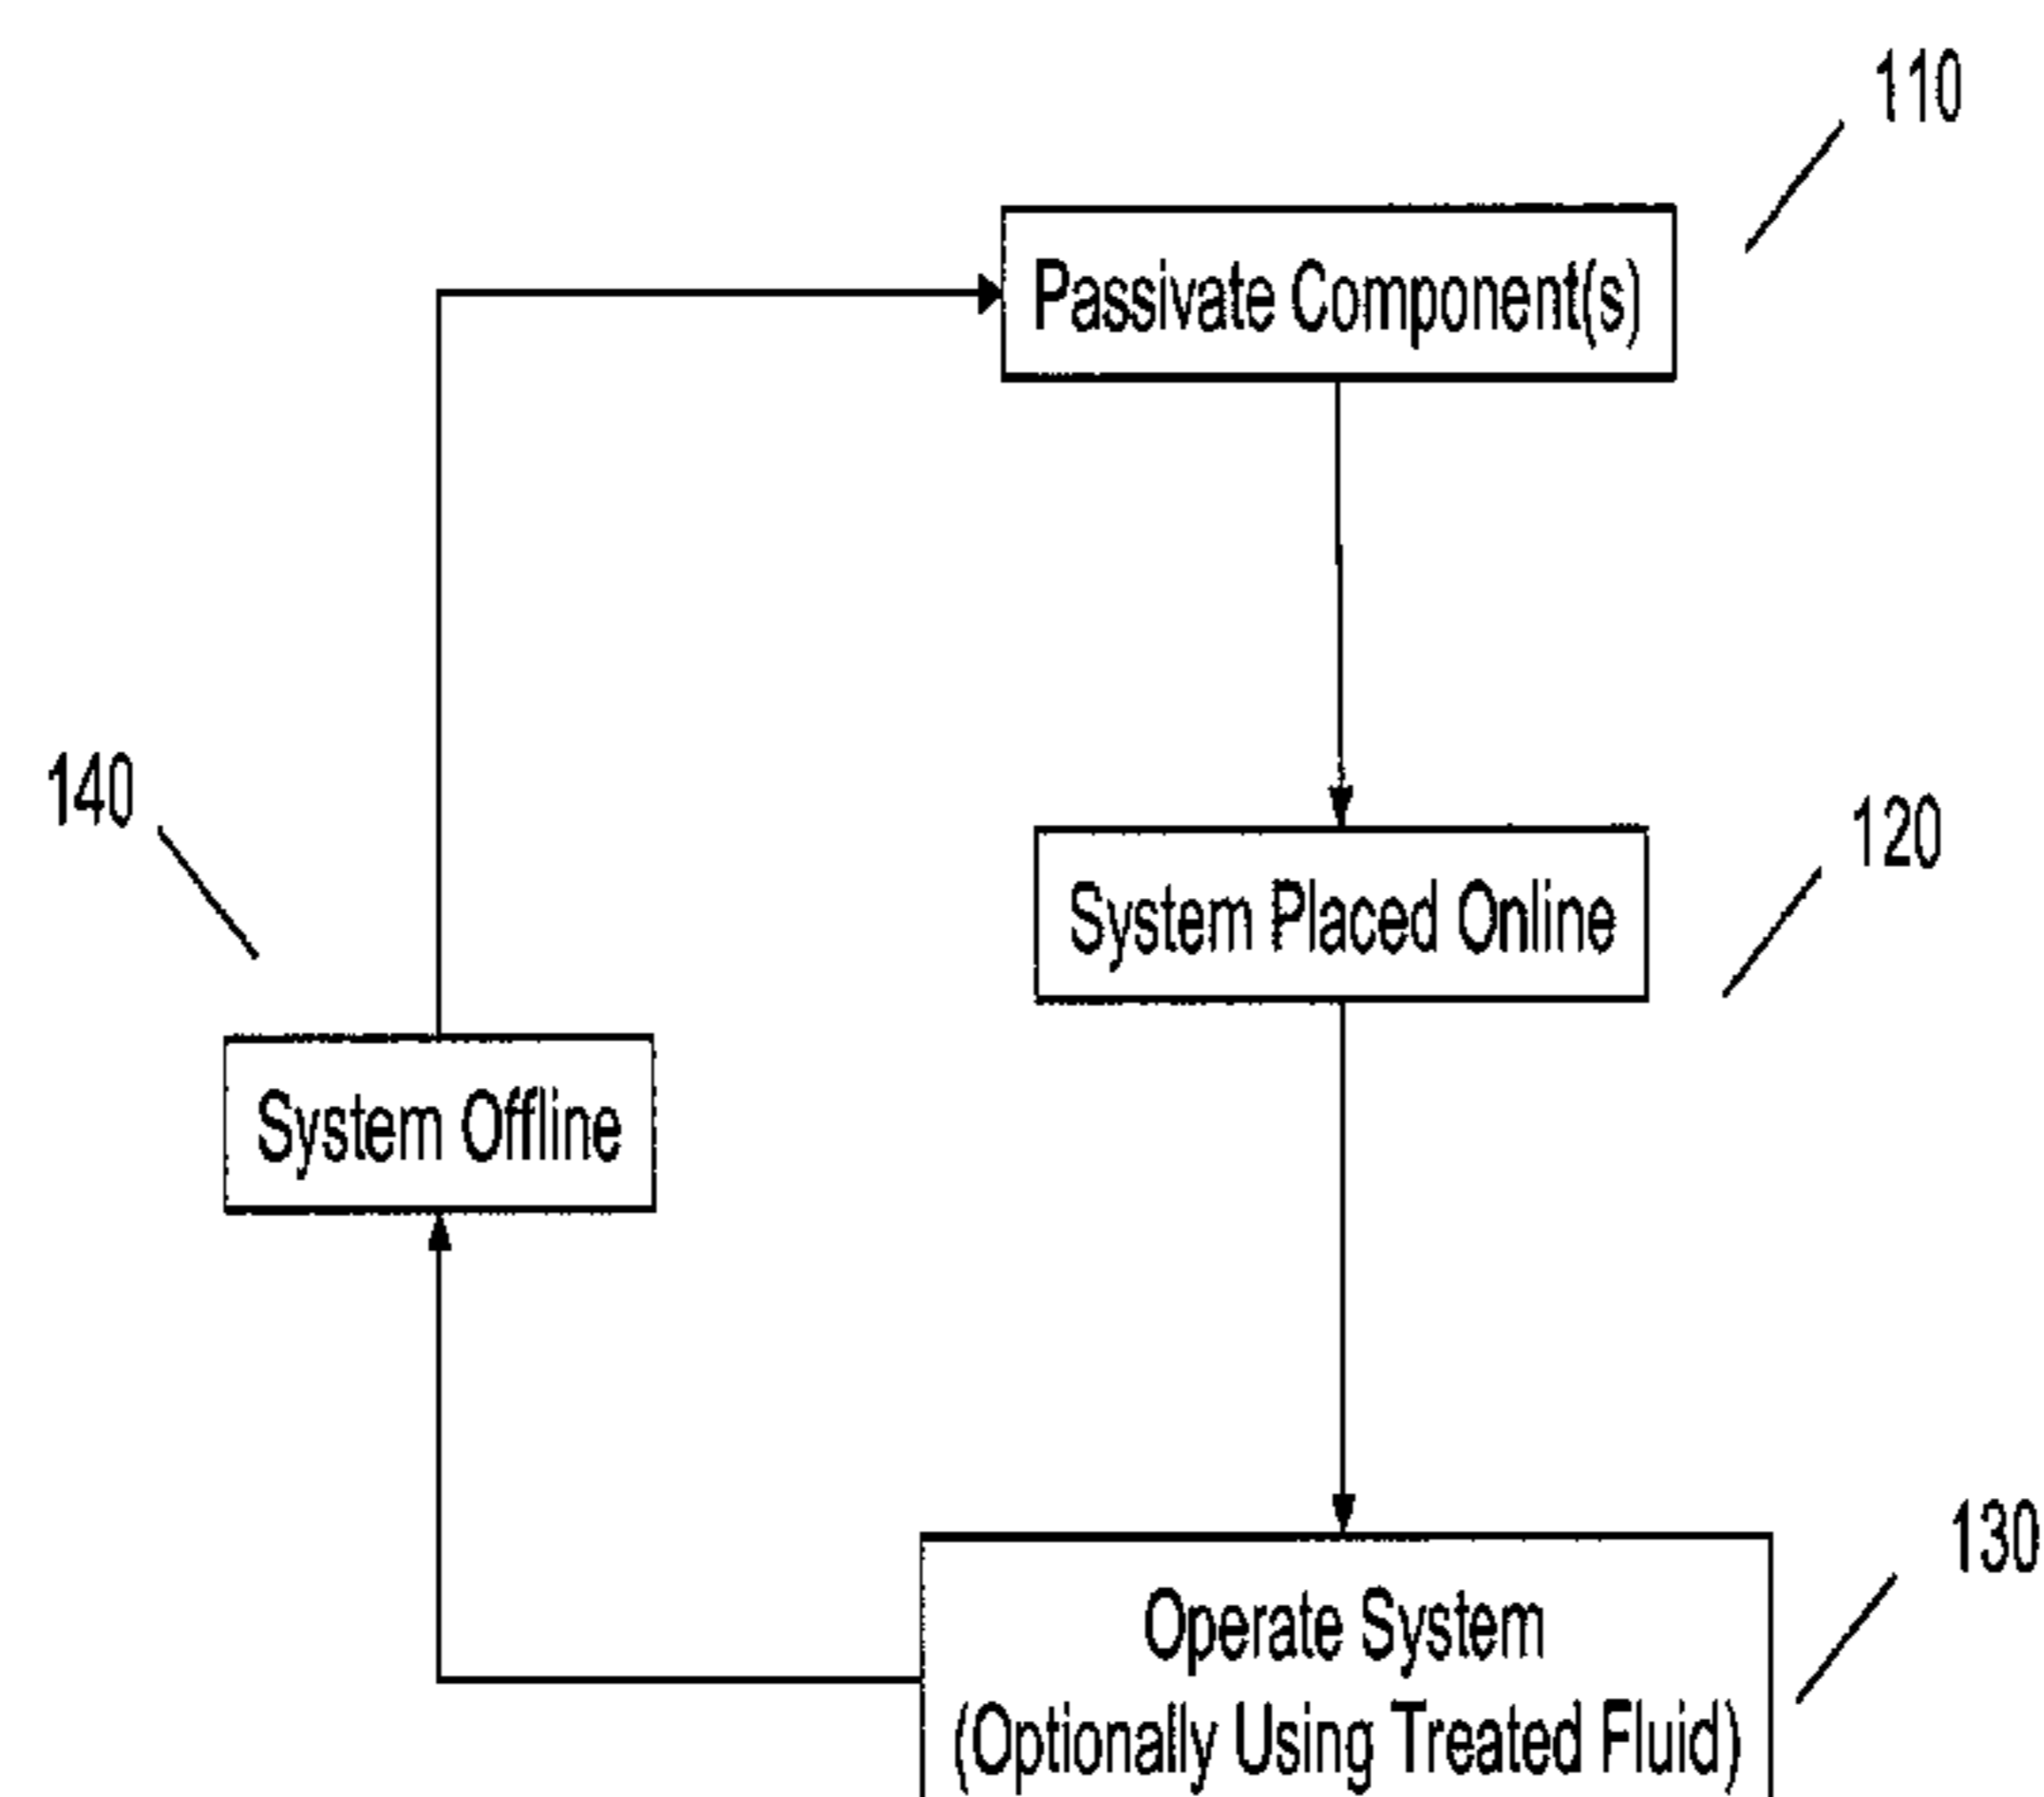 110
Passivate Component(s)
140
120
System Placed Online
System Offline
130
Operate System
(Optionally Using Treated Fluid)